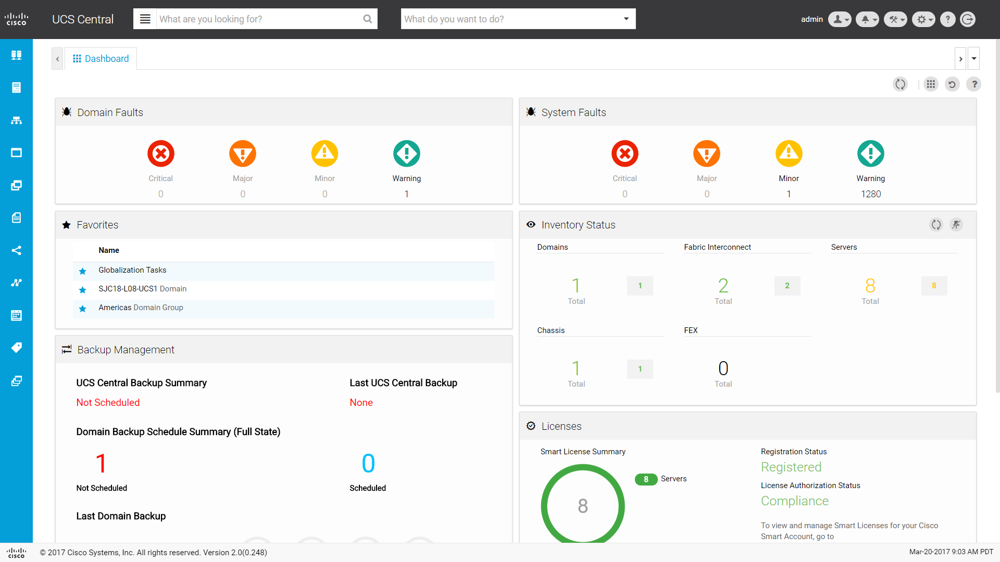 cisco
UCS Central
What are you looking for?
What do you want to do?
admin
?
Dashboard
?
Domain Faults
Critical Major Minor Warning
0 0 0 1
System Faults
Critical Major Minor Warning
0 0 1 1280
Favorites
Name
Globalization Tasks
SJC18-L08-UCS1 Domain
Americas Domain Group
Inventory Status
Domains Fabric Interconnect Servers
1 1 2 2 8 8
Total Total Total
Chassis FEX
1 1 0
Total Total
Backup Management
UCS Central Backup Summary Last UCS Central Backup
Not Scheduled None
Domain Backup Schedule Summary (Full State)
1 0
Not Scheduled Scheduled
Last Domain Backup
Licenses
Smart License Summary
8
8 Servers
Registration Status
Registered
License Authorization Status
Compliance
To view and manage Smart Licenses for your Cisco
Smart Account, go to
cisco
© 2017 Cisco Systems, Inc. All rights reserved. Version 2.0(0.248)
Mar-20-2017 9:03 AM PDT